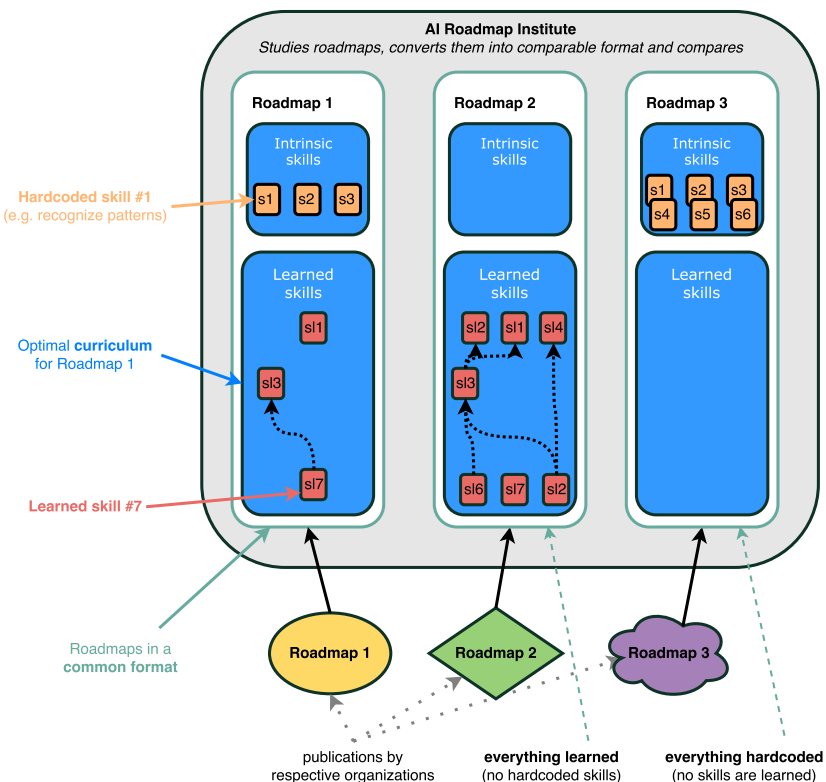 AI Roadmap Institute
Studies roadmaps, converts them into comparable format and compares
Roadmap 1
Intrinsic
skills
s1
s2
s3
Learned
skills
sl1
sl3
sl7
Roadmap 2
Intrinsic
skills
Learned
skills
sl2
sl1
sl4
sl3
sl6
sl7
sl2
Roadmap 3
Intrinsic
skills
s1
s2
s3
s4
s5
s6
Learned
skills
Hardcoded skill #1
(e.g. recognize patterns)
Optimal curriculum
for Roadmap 1
Learned skill #7
Roadmaps in a
common format
Roadmap 1
Roadmap 2
Roadmap 3
publications by
respective organizations
everything learned
(no hardcoded skills)
everything hardcoded
(no skills are learned)